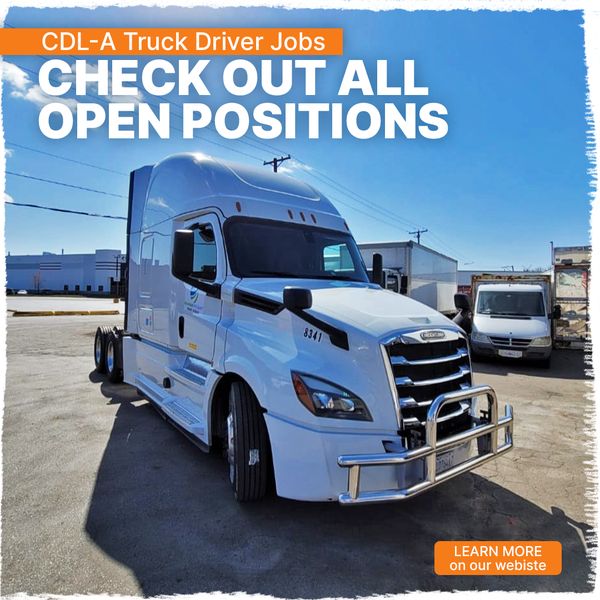 CDL-A Truck Driver Jobs
CHECK OUT ALL
OPEN POSITIONS
8341
LEARN MORE
on our webiste